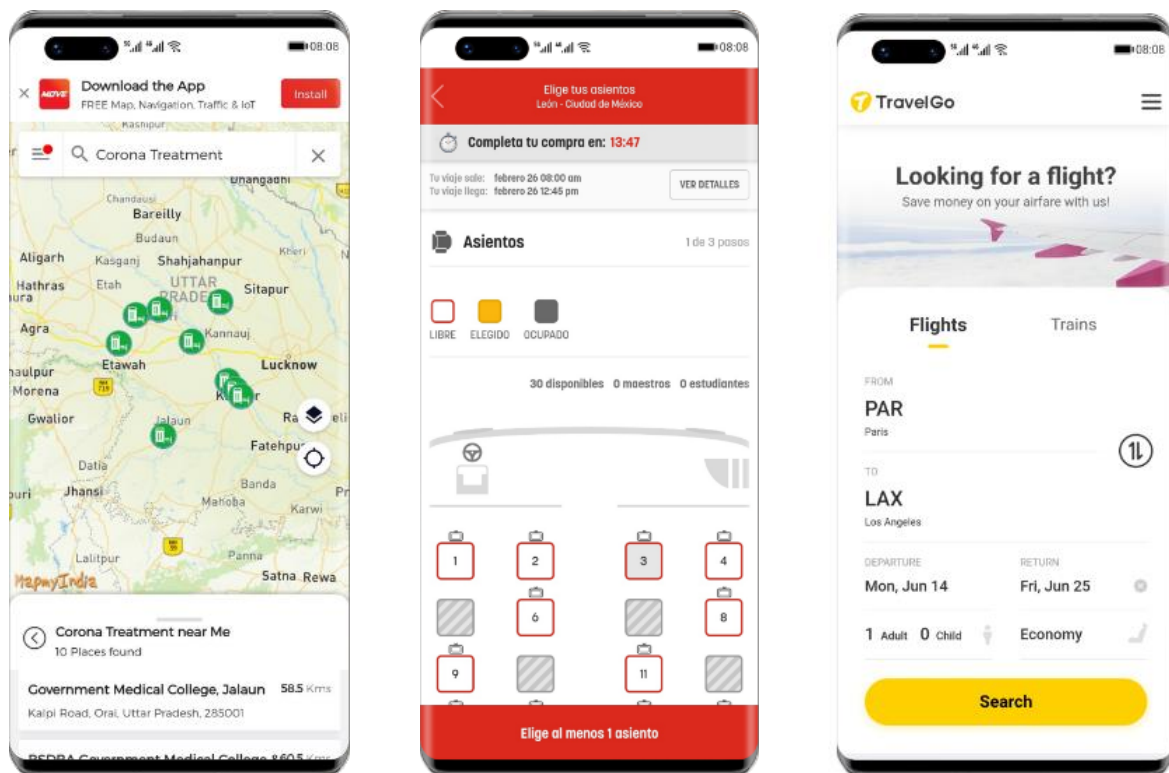 08:08
MOVE
Download the App
FREE Map, Navigation, Traffic & IoT
Install
Kashipur
Corona Treatment
Dhangadhi
Chandausi
Bareilly
Budaun
Kheri
Aligarh
Kasganj
Shahjahanpur
Hathras
Etah
UTTAR
Sitapur
Agra
Kannauj
Etawah
Lucknow
Morena
Gwalior
Jalaun
Fatehpu
Datia
Banda
Jhansi
Mahoba
Karwi
Lalitpur
Panna
Satna
Rewa
MapmyIndia
Corona Treatment near Me
10 Places found
Government Medical College, Jalaun 58.5 Kms
Kalpi Road, Orai, Uttar Pradesh, 285001
08:08
Elige tus asientos
León - Ciudad de México
Completa tu compra en: 13:47
Tu viaje sale: febrero 26 08:00 am
Tu viaje llega: febrero 26 12:45 pm
VER DETALLES
Asientos
1 de 3 pasos
LIBRE ELEGIDO OCUPADO
30 disponibles 0 maestros 0 estudiantes
1 2 3 4
6 8
9 11
Elige al menos 1 asiento
08:08
TravelGo
Looking for a flight?
Save money on your airfare with us!
Flights Trains
FROM
PAR
Paris
TO
LAX
Los Angeles
DEPARTURE RETURN
Mon, Jun 14 Fri, Jun 25
1 Adult 0 Child Economy
Search